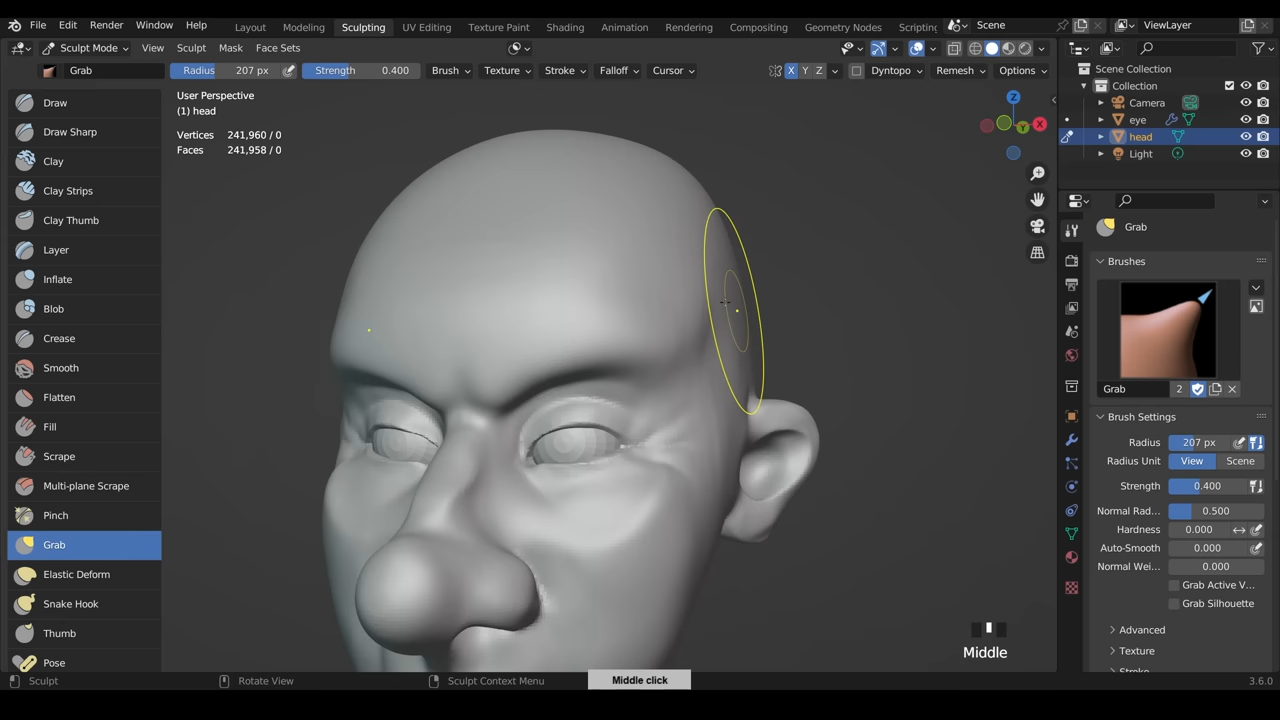 File Edit Render Window Help
Layout Modeling Sculpting UV Editing Texture Paint Shading Animation Rendering Compositing Geometry Nodes Scripting
Scene
ViewLayer
Sculpt Mode View Sculpt Mask Face Sets
Grab Radius 207 px Strength 0.400 Brush Texture Stroke Falloff Cursor X Y Z Dyntopo Remesh Options
Draw
Draw Sharp
Clay
Clay Strips
Clay Thumb
Layer
Inflate
Blob
Crease
Smooth
Flatten
Fill
Scrape
Multi-plane Scrape
Pinch
Grab
Elastic Deform
Snake Hook
Thumb
Pose
User Perspective
(1) head
Vertices 241,960 / 0
Faces 241,958 / 0
Z
X
Y
Middle
Scene Collection
Collection
Camera
eye
head
Light
Grab
Brushes
Grab 2
Brush Settings
Radius 207 px
Radius Unit View Scene
Strength 0.400
Normal Rad... 0.500
Hardness 0.000
Auto-Smooth 0.000
Normal Wei... 0.000
Grab Active V...
Grab Silhouette
Advanced
Texture
Stroke
Sculpt Rotate View Sculpt Context Menu Middle click 3.6.0